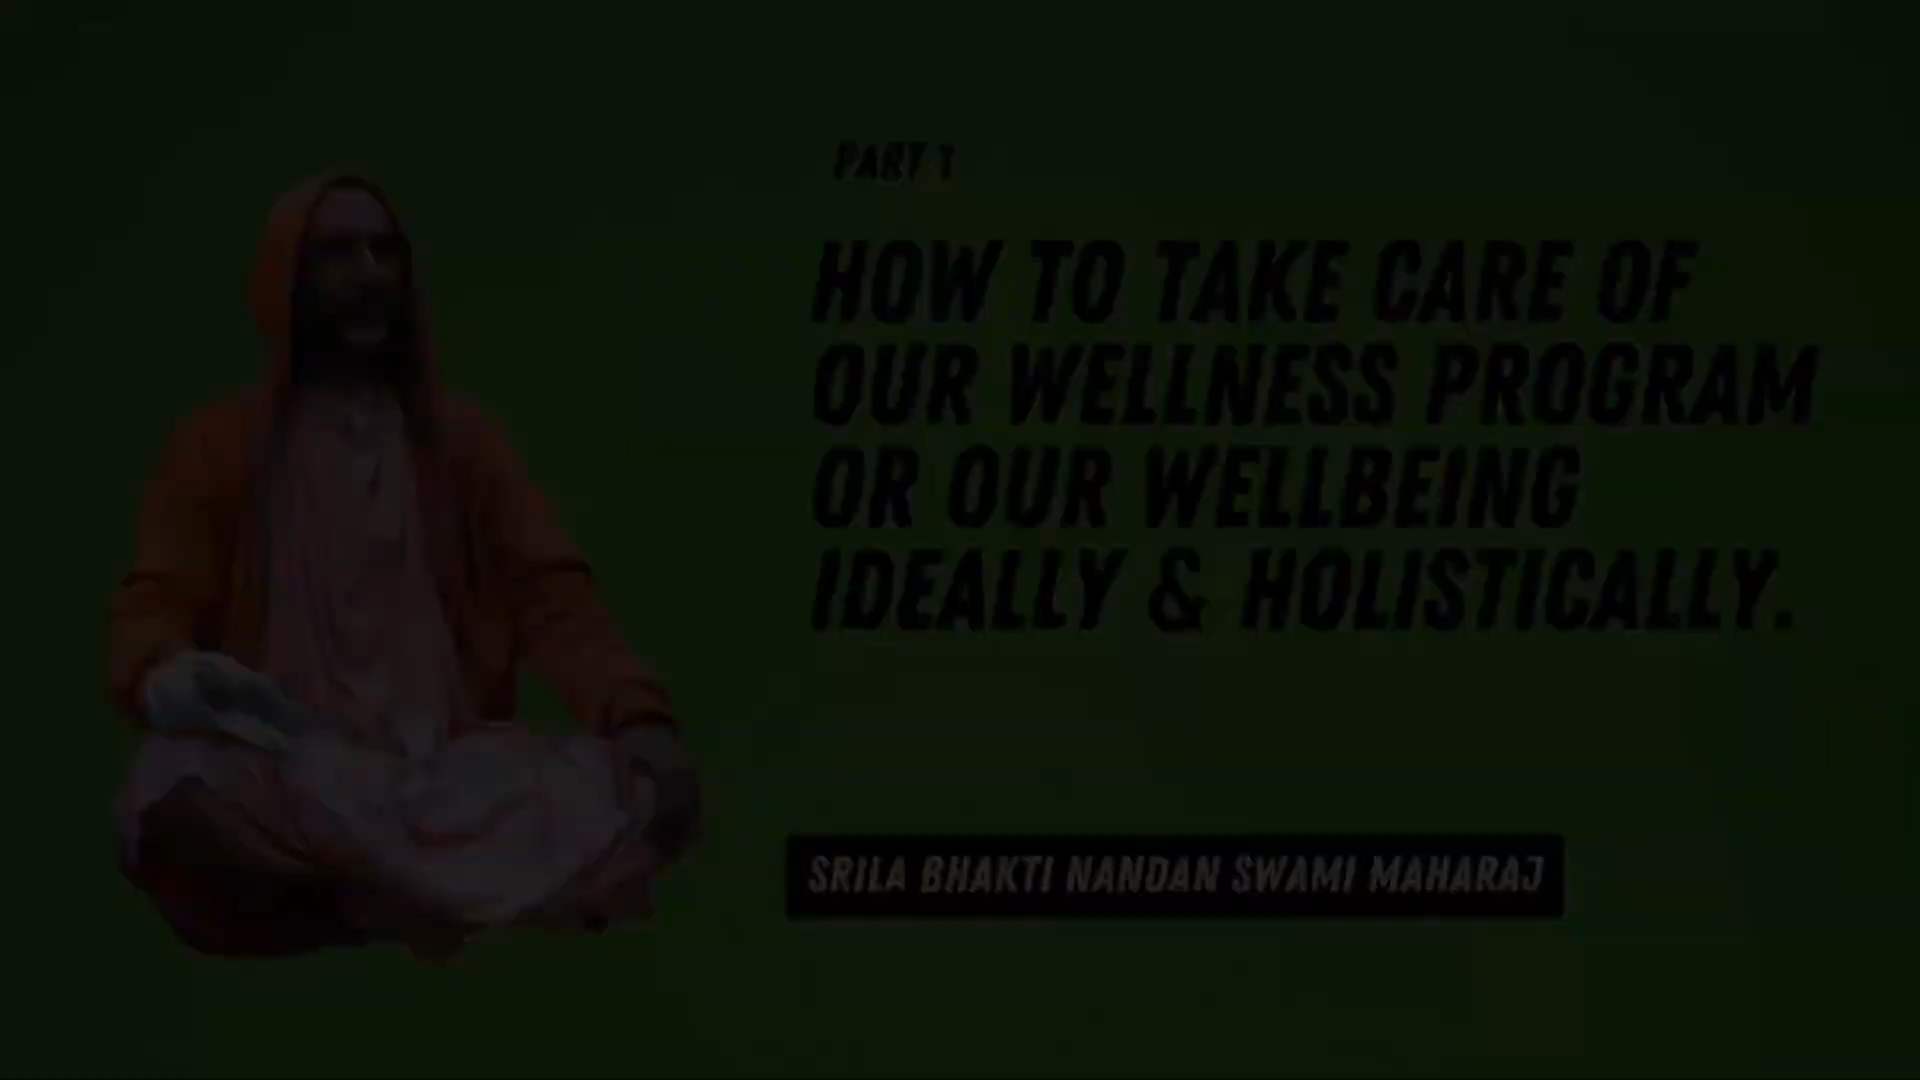 PART 1
HOW TO TAKE CARE OF
OUR WELLNESS PROGRAM
OR OUR WELLBEING
IDEALLY & HOLISTICALLY.
SRILA BHAKTI NANDAN SWAMI MAHARAJ